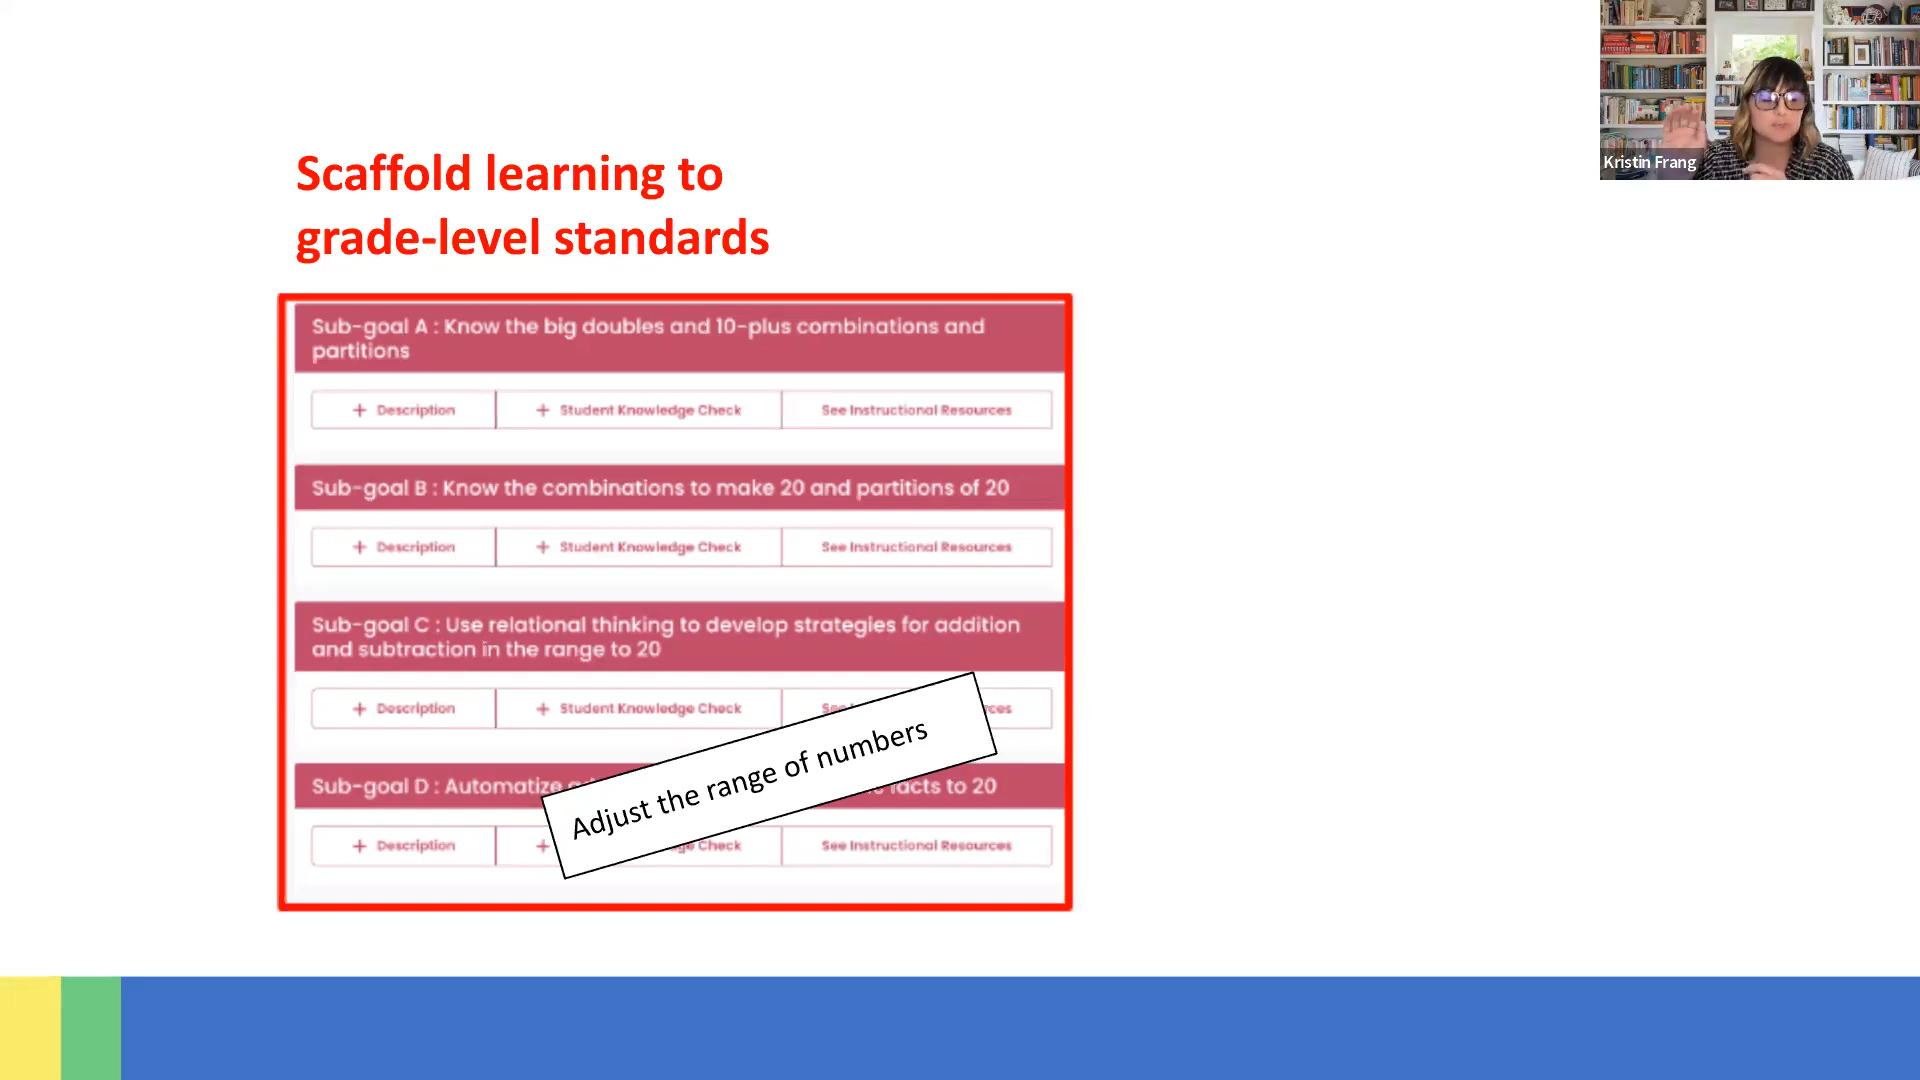 Kristin Frang
Scaffold learning to
grade-level standards
Sub-goal A : Know the big doubles and 10-plus combinations and
partitions
+ Description + Student Knowledge Check See Instructional Resources
Sub-goal B : Know the combinations to make 20 and partitions of 20
+ Description + Student Knowledge Check See Instructional Resources
Sub-goal C : Use relational thinking to develop strategies for addition
and subtraction in the range to 20
+ Description + Student Knowledge Check
Adjust the range of numbers
Sub-goal D : Automatize facts to 20
+ Description + Check See Instructional Resources